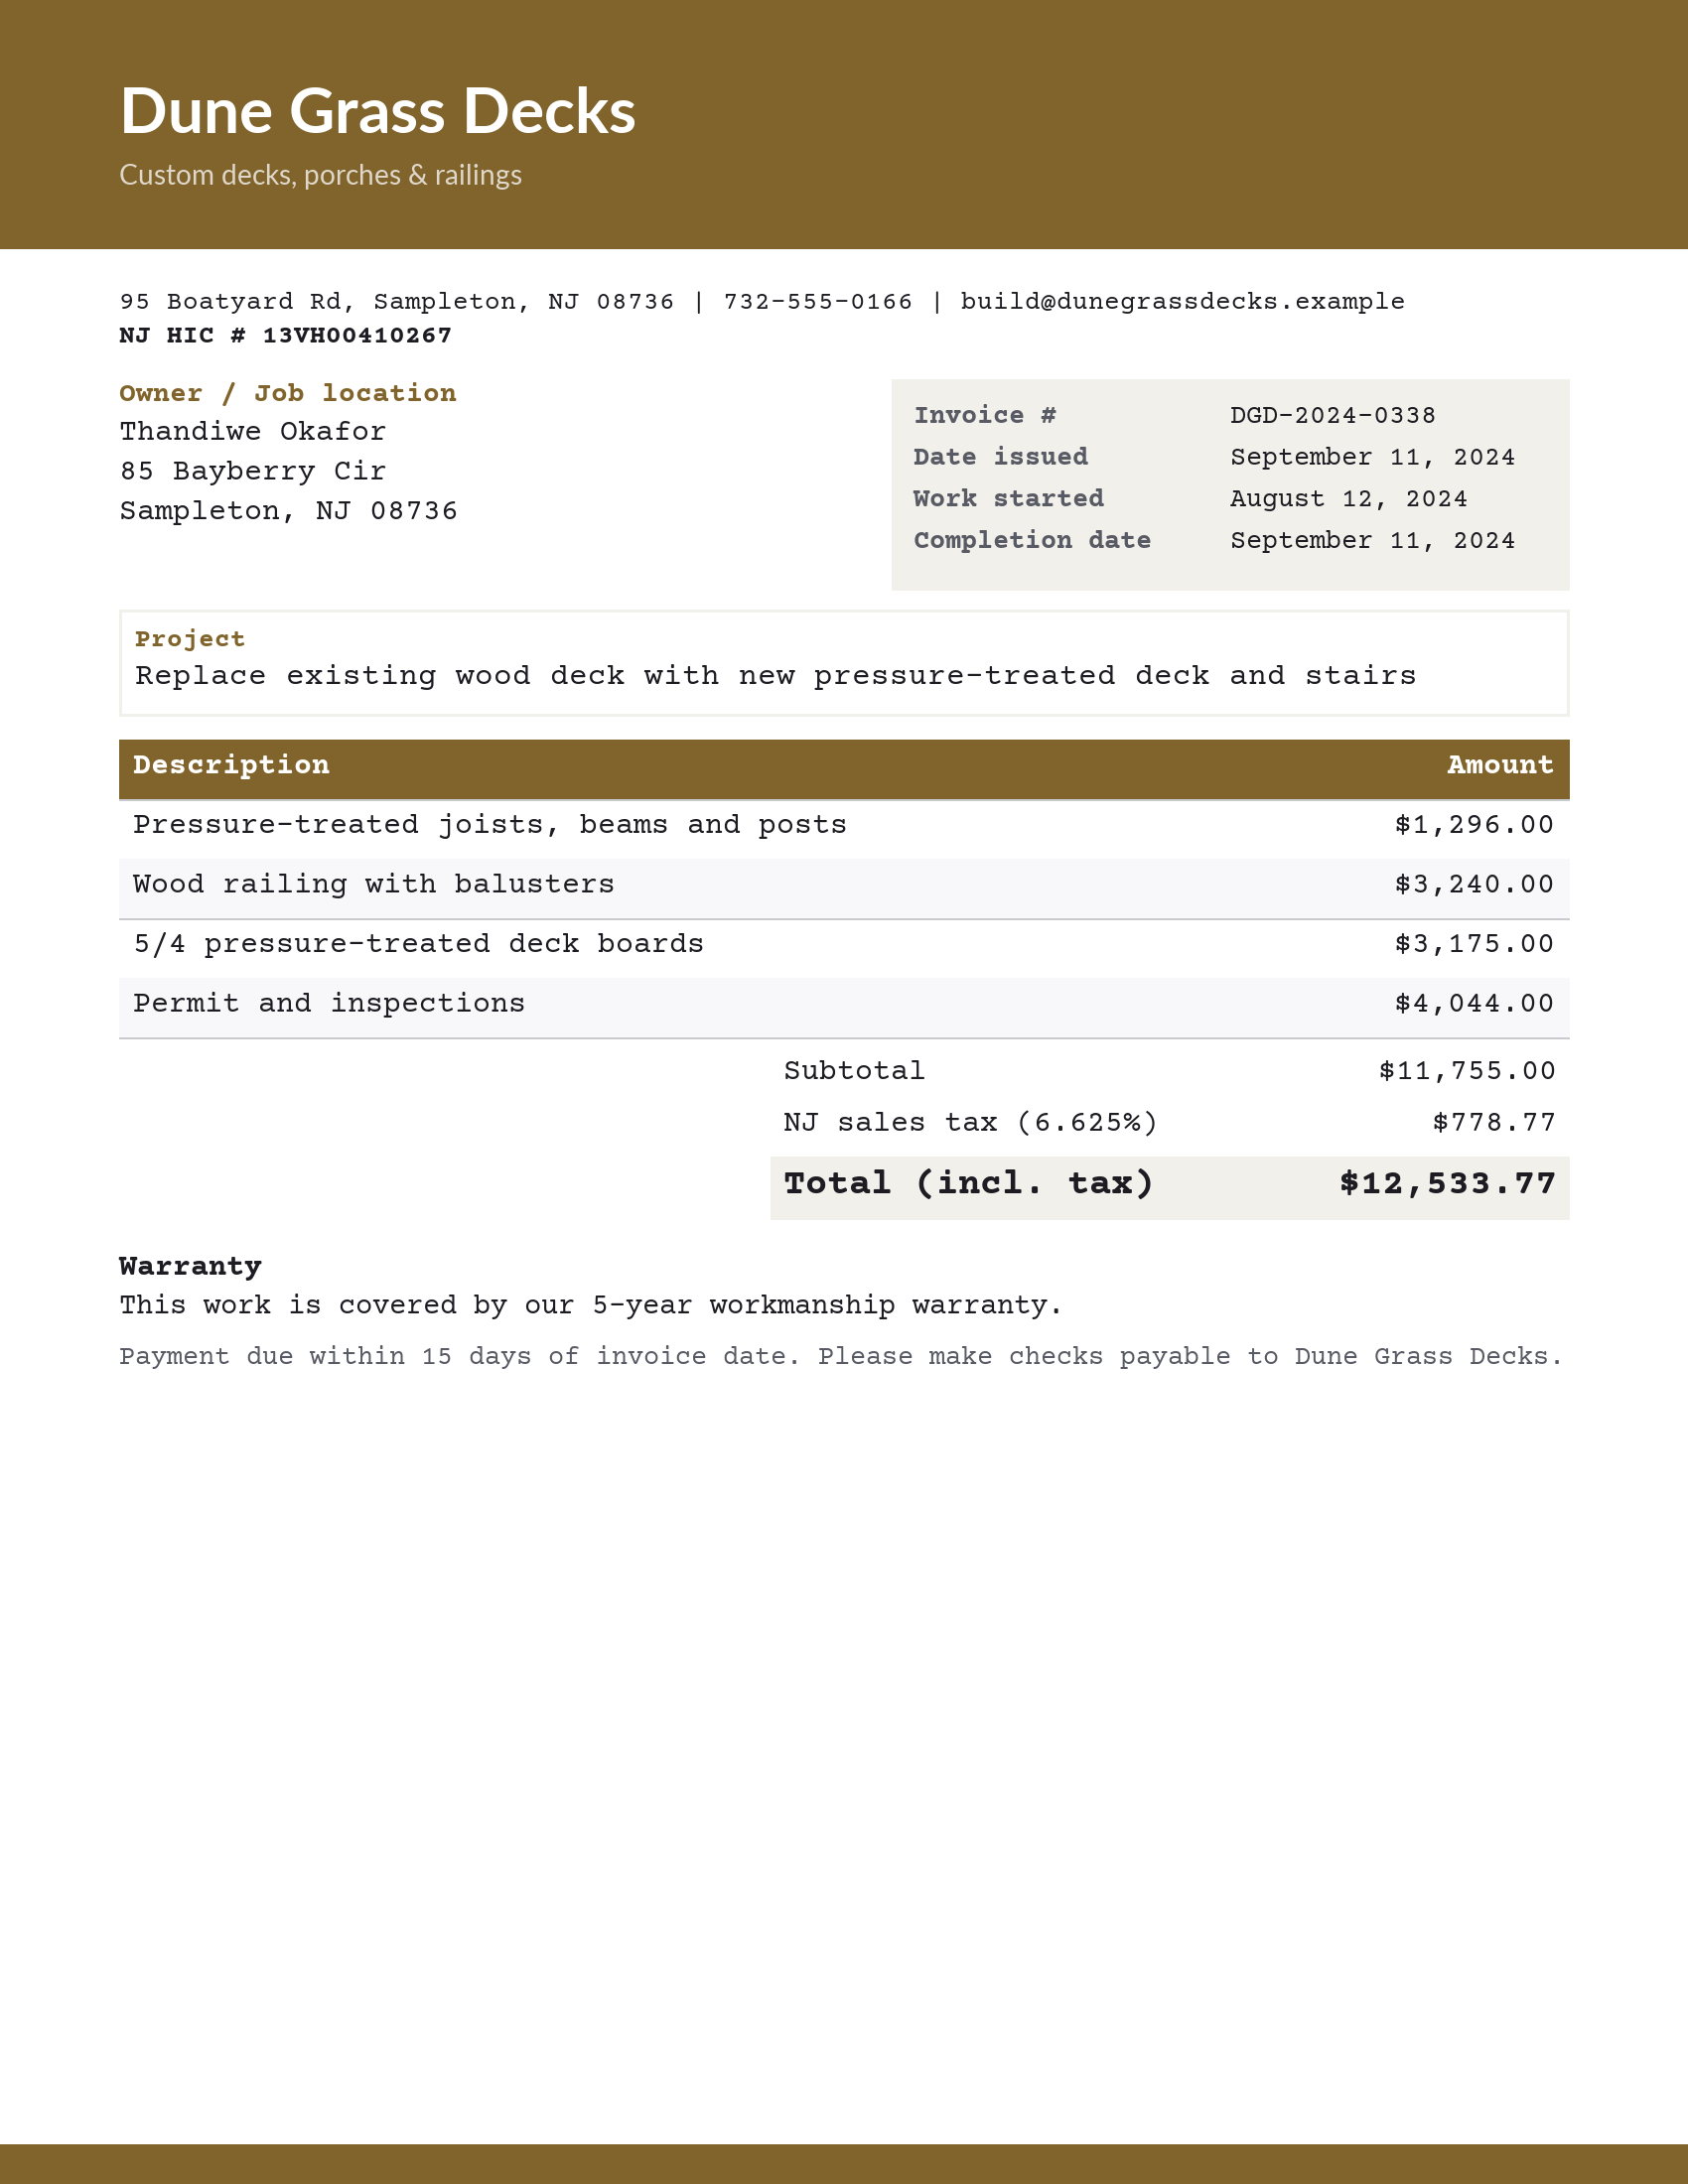 Dune Grass Decks
Custom decks, porches & railings
95 Boatyard Rd, Sampleton, NJ 08736 | 732-555-0166 | build@dunegrassdecks.example
NJ HIC # 13VH00410267
Owner / Job location
Thandiwe Okafor
85 Bayberry Cir
Sampleton, NJ 08736
Invoice # DGD-2024-0338
Date issued September 11, 2024
Work started August 12, 2024
Completion date September 11, 2024
Project
Replace existing wood deck with new pressure-treated deck and stairs
Description Amount
Pressure-treated joists, beams and posts $1,296.00
Wood railing with balusters $3,240.00
5/4 pressure-treated deck boards $3,175.00
Permit and inspections $4,044.00
Subtotal $11,755.00
NJ sales tax (6.625%) $778.77
Total (incl. tax) $12,533.77
Warranty
This work is covered by our 5-year workmanship warranty.
Payment due within 15 days of invoice date. Please make checks payable to Dune Grass Decks.